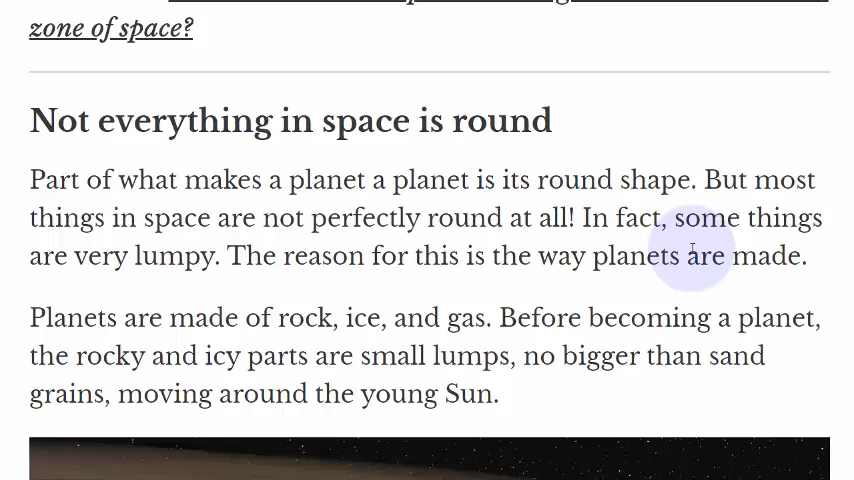 zone of space?
Not everything in space is round
Part of what makes a planet a planet is its round shape. But most
things in space are not perfectly round at all! In fact, some things
are very lumpy. The reason for this is the way planets are made.
Planets are made of rock, ice, and gas. Before becoming a planet,
the rocky and icy parts are small lumps, no bigger than sand
grains, moving around the young Sun.